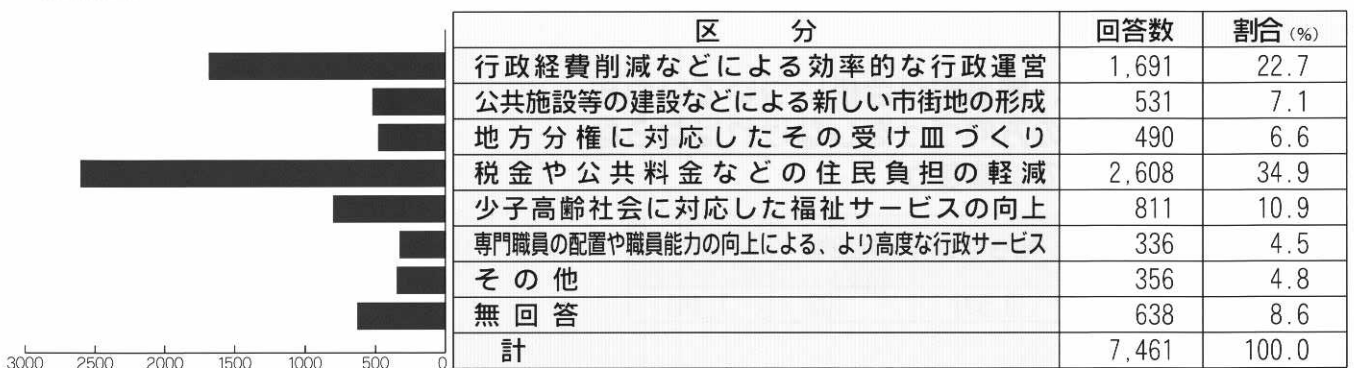 区 分 回答数 割合(%)
行政経費削減などによる効率的な行政運営 1,691 22.7
公共施設等の建設などによる新しい市街地の形成 531 7.1
地方分権に対応したその受け皿づくり 490 6.6
税金や公共料金などの住民負担の軽減 2,608 34.9
少子高齢社会に対応した福祉サービスの向上 811 10.9
専門職員の配置や職員能力の向上による、より高度な行政サービス 336 4.5
その他 356 4.8
無回答 638 8.6
計 7,461 100.0
3000 2500 2000 1500 1000 500 0